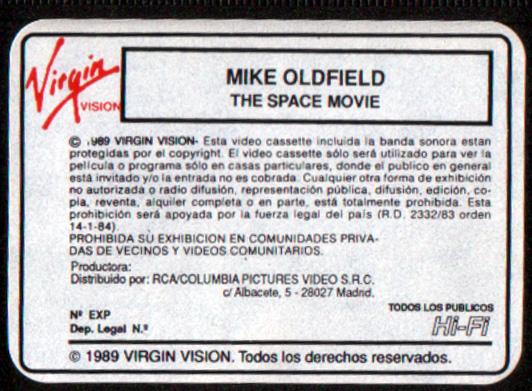 Virgin
VISION
MIKE OLDFIELD
THE SPACE MOVIE
© 1989 VIRGIN VISION- Esta video cassette incluida la banda sonora estan
protegidas por el copyright. El video cassette sólo será utilizado para ver la
película o programa sólo en casas particulares, donde el publico en general
está invitado y/o la entrada no es cobrada. Cualquier otra forma de exhibición
no autorizada o radio difusión, representación pública, difusión, edición, co-
pia, reventa, alquiler completa o en parte, está totalmente prohibida. Esta
prohibición será apoyada por la fuerza legal del país (R.D. 2332/83 orden
14-1-84).
PROHIBIDA SU EXHIBICION EN COMUNIDADES PRIVA-
DAS DE VECINOS Y VIDEOS COMUNITARIOS.
Productora:
Distribuido por: RCA/COLUMBIA PICTURES VIDEO S.R.C.
c/ Albacete, 5 - 28027 Madrid.
Nº EXP
Dep. Legal N.º
TODOS LOS PUBLICOS
Hi-Fi
© 1989 VIRGIN VISION. Todos los derechos reservados.